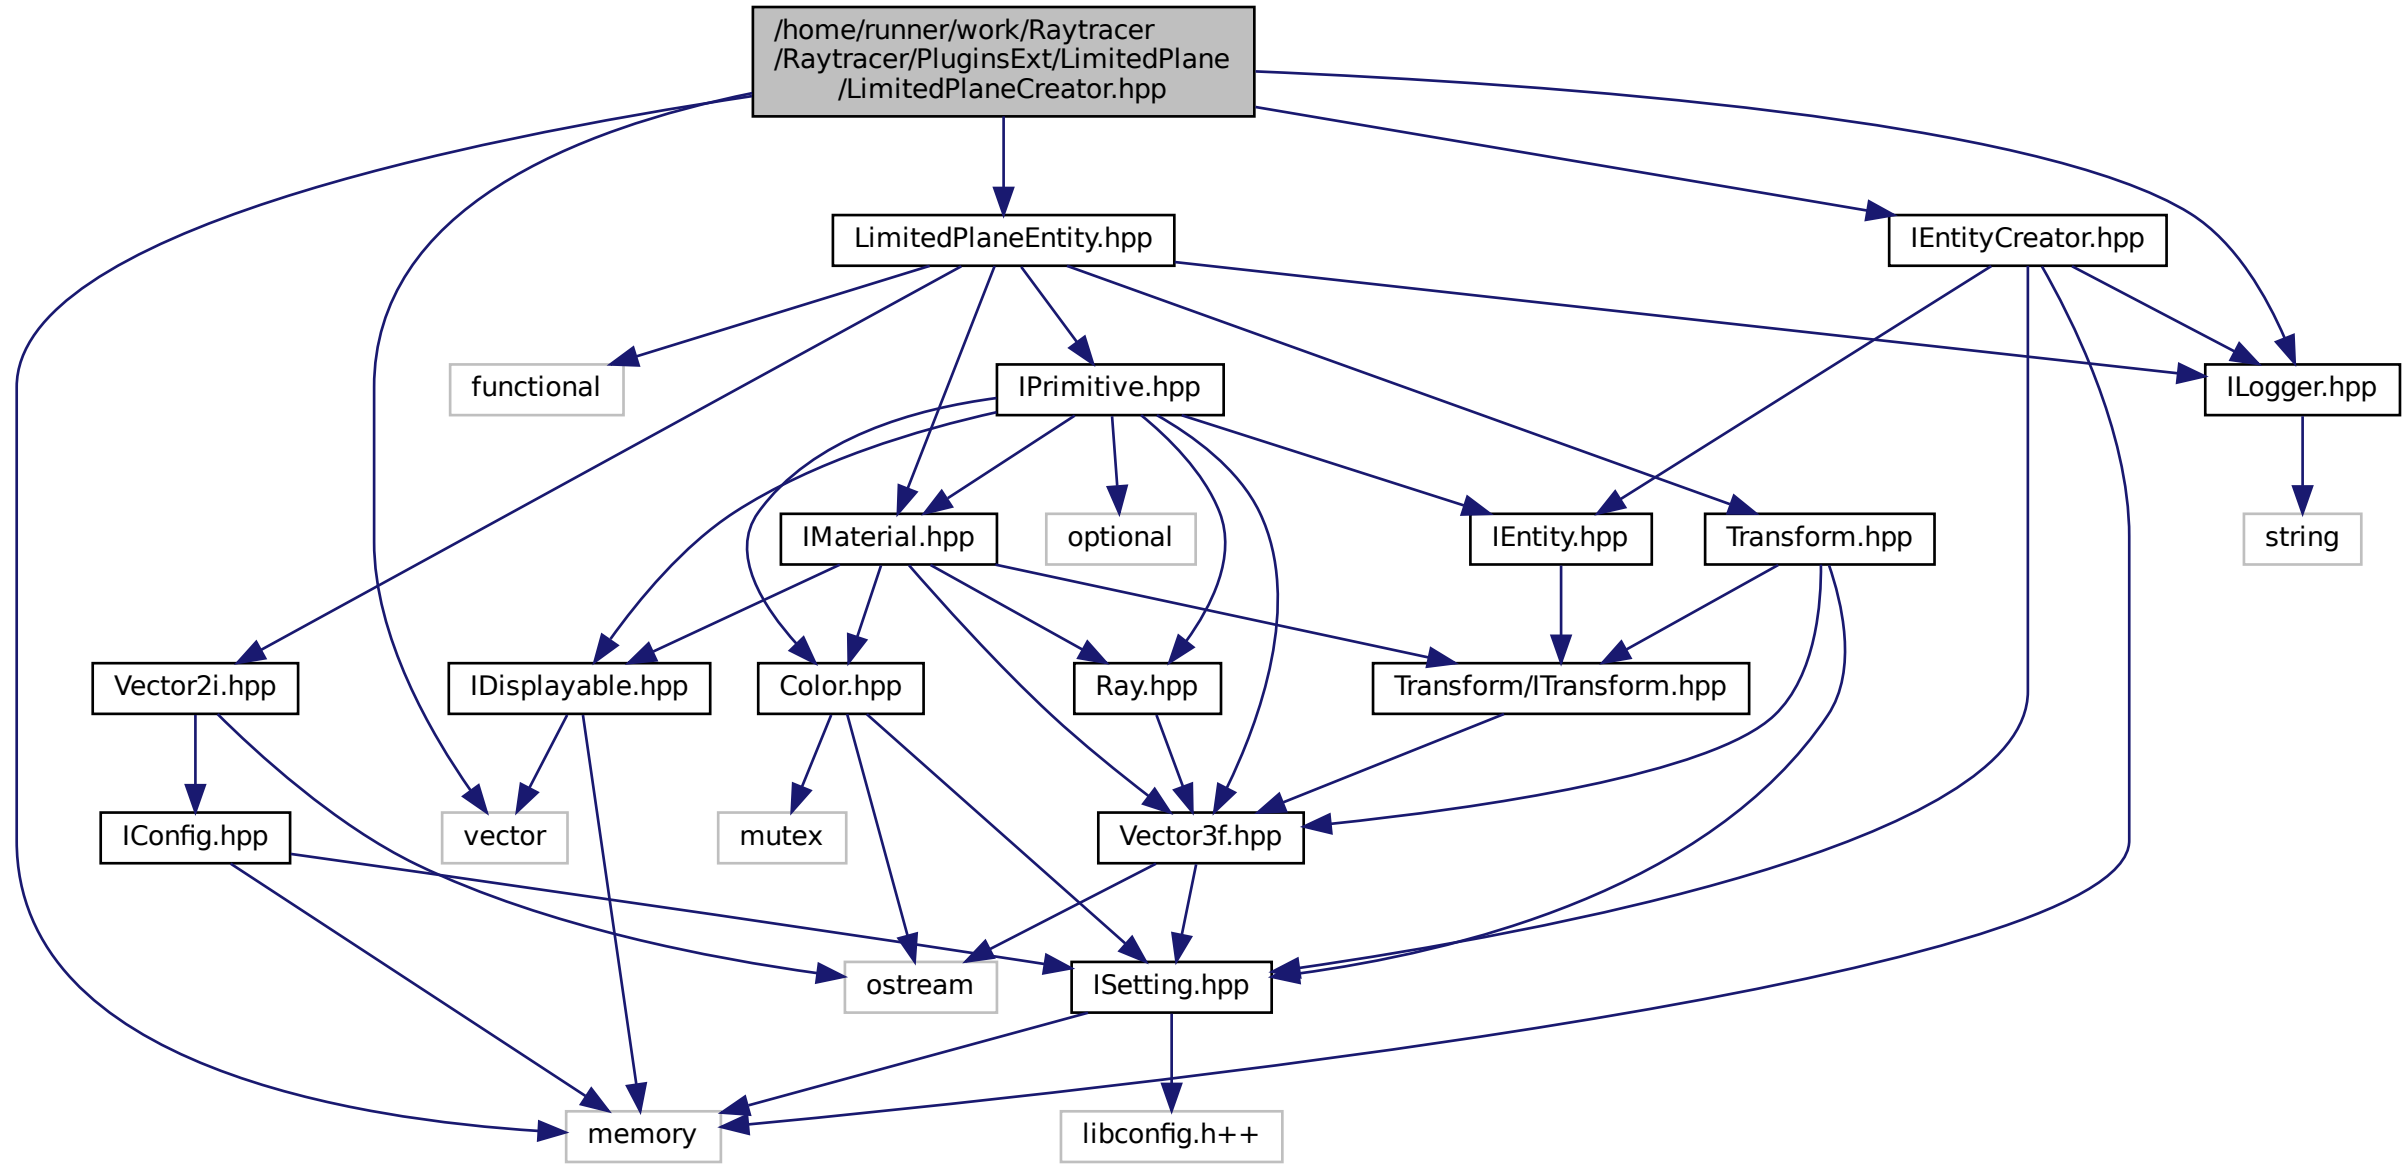 /home/runner/work/Raytracer
/Raytracer/PluginsExt/LimitedPlane
/LimitedPlaneCreator.hpp
LimitedPlaneEntity.hpp
IEntityCreator.hpp
functional
IPrimitive.hpp
ILogger.hpp
IMaterial.hpp
optional
IEntity.hpp
Transform.hpp
string
Vector2i.hpp
IDisplayable.hpp
Color.hpp
Ray.hpp
Transform/ITransform.hpp
IConfig.hpp
vector
mutex
Vector3f.hpp
ostream
ISetting.hpp
memory
libconfig.h++